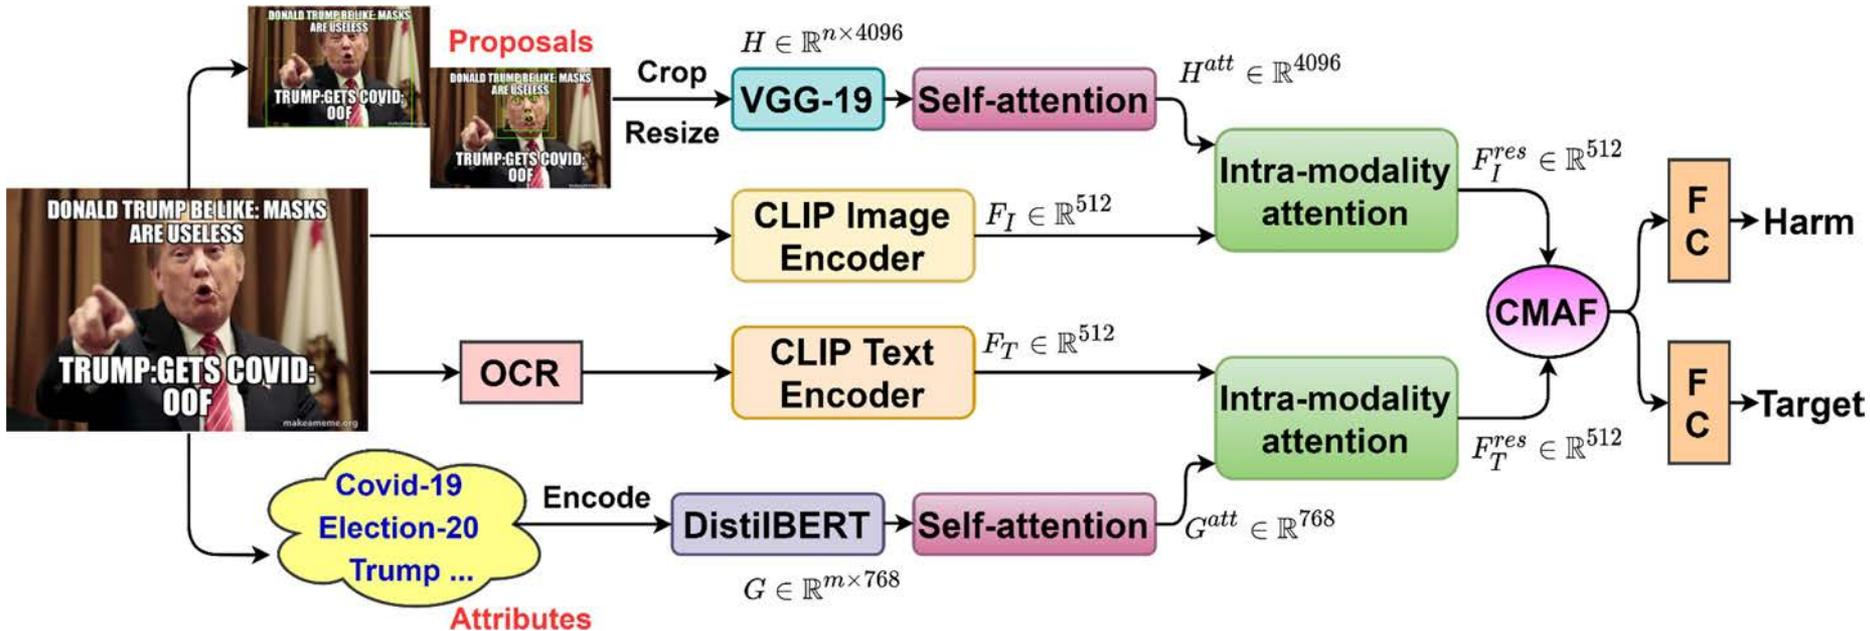 DONALD TRUMP BE LIKE: MASKS
ARE USELESS
TRUMP:GETS COVID:
OOF
Proposals
DONALD TRUMP BE LIKE: MASKS
ARE USELESS
TRUMP:GETS COVID:
OOF
Crop
Resize
H ∈ ℝ^{n×4096}
VGG-19
Self-attention
H^{att} ∈ ℝ^{4096}
DONALD TRUMP BE LIKE: MASKS
ARE USELESS
TRUMP:GETS COVID:
OOF
makeameme.org
CLIP Image
Encoder
F_I ∈ ℝ^{512}
Intra-modality
attention
F_I^{res} ∈ ℝ^{512}
OCR
CLIP Text
Encoder
F_T ∈ ℝ^{512}
Intra-modality
attention
F_T^{res} ∈ ℝ^{512}
CMAF
F
C
Harm
F
C
Target
Covid-19
Election-20
Trump ...
Attributes
Encode
DistilBERT
G ∈ ℝ^{m×768}
Self-attention
G^{att} ∈ ℝ^{768}